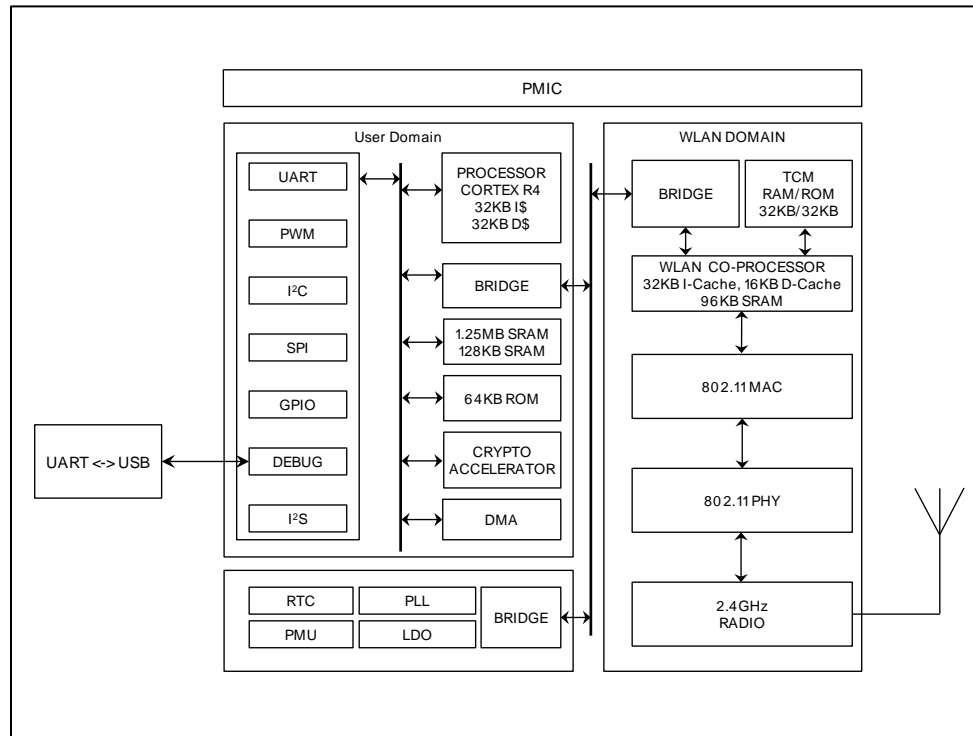 PMIC
User Domain
UART
PWM
I²C
SPI
GPIO
DEBUG
I²S
PROCESSOR
CORTEX R4
32KB I$
32KB D$
BRIDGE
1.25MB SRAM
128KB SRAM
64KB ROM
CRYPTO
ACCELERATOR
DMA
UART <-> USB
RTC
PLL
PMU
LDO
BRIDGE
WLAN DOMAIN
BRIDGE
TCM
RAM/ROM
32KB/32KB
WLAN CO-PROCESSOR
32KB I-Cache, 16KB D-Cache
96KB SRAM
802.11 MAC
802.11 PHY
2.4GHz
RADIO